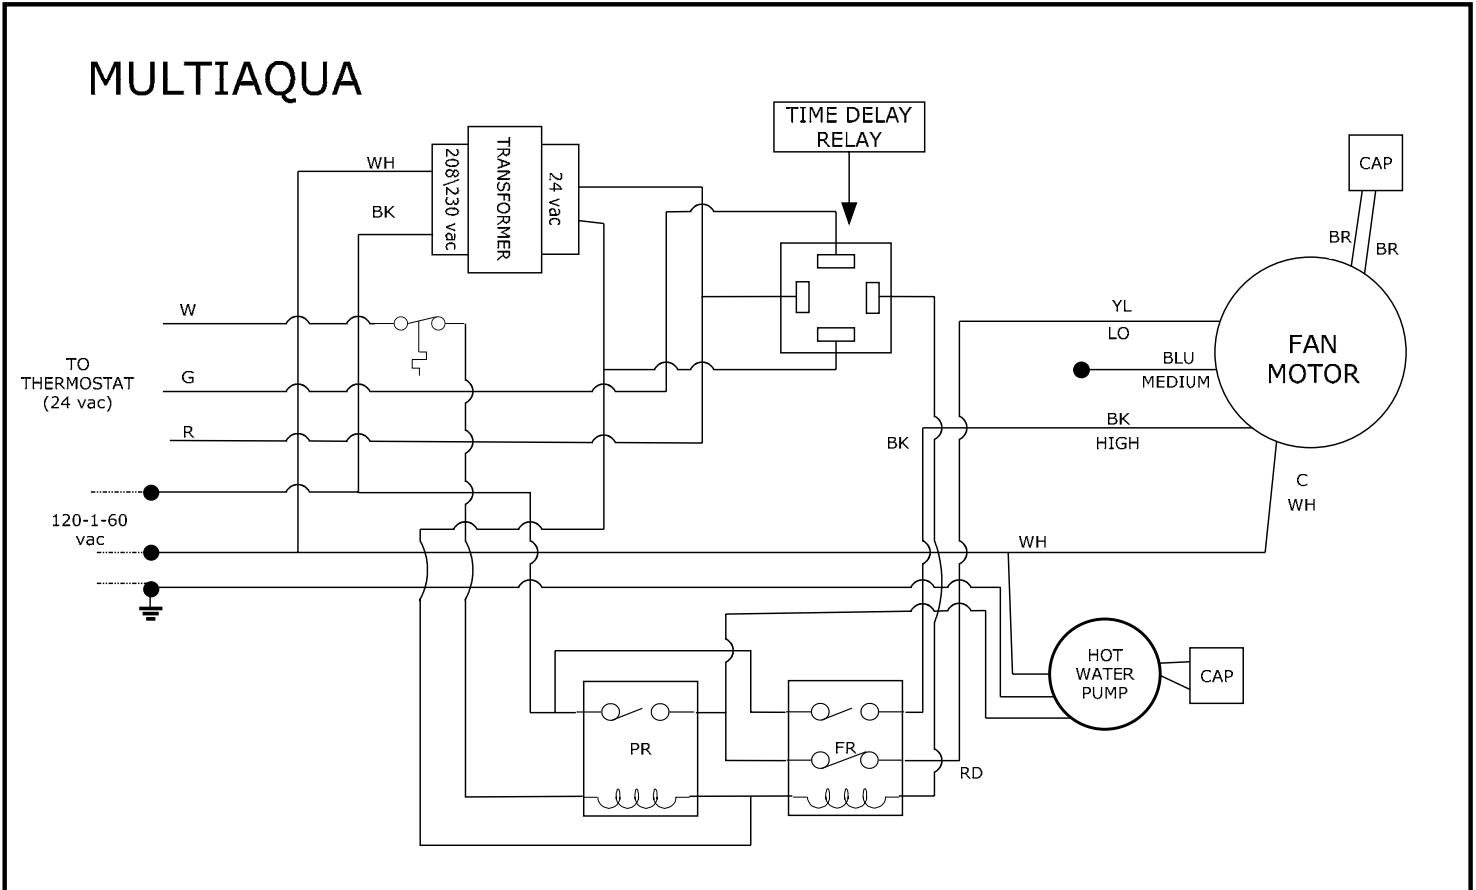 MULTIAQUA
TIME DELAY
RELAY
CAP
WH
BK
208\230 vac
TRANSFORMER
24 vac
BR
BR
W
TO
THERMOSTAT
(24 vac)
G
R
YL
LO
BLU
MEDIUM
BK
HIGH
FAN
MOTOR
BK
C
WH
120-1-60
vac
WH
HOT
WATER
PUMP
CAP
PR
FR
RD